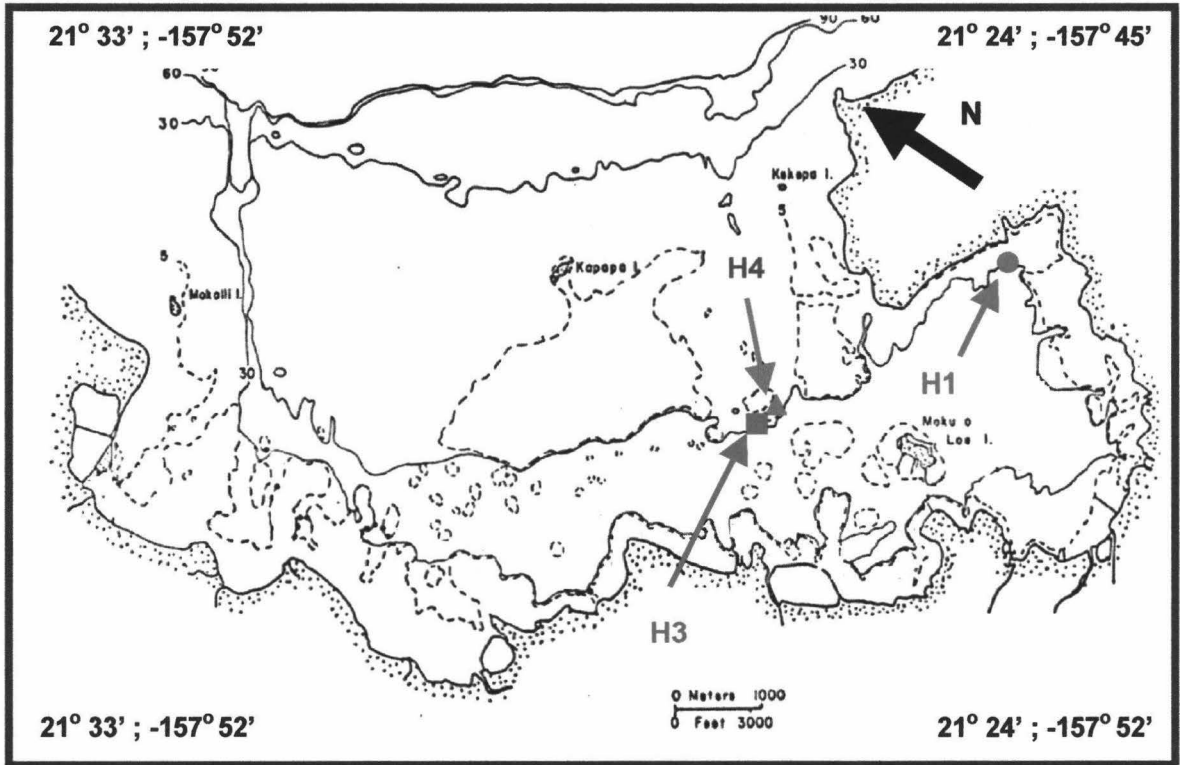 21° 33' ; -157° 52'
21° 24' ; -157° 45'
90
60
60
30
30
N
Kekepa I.
5
5
H4
Kapapa I.
Mokolii I.
H1
30
Moku o
Loe I.
H3
0 Meters 1000
0 Feet 3000
21° 33' ; -157° 52'
21° 24' ; -157° 52'